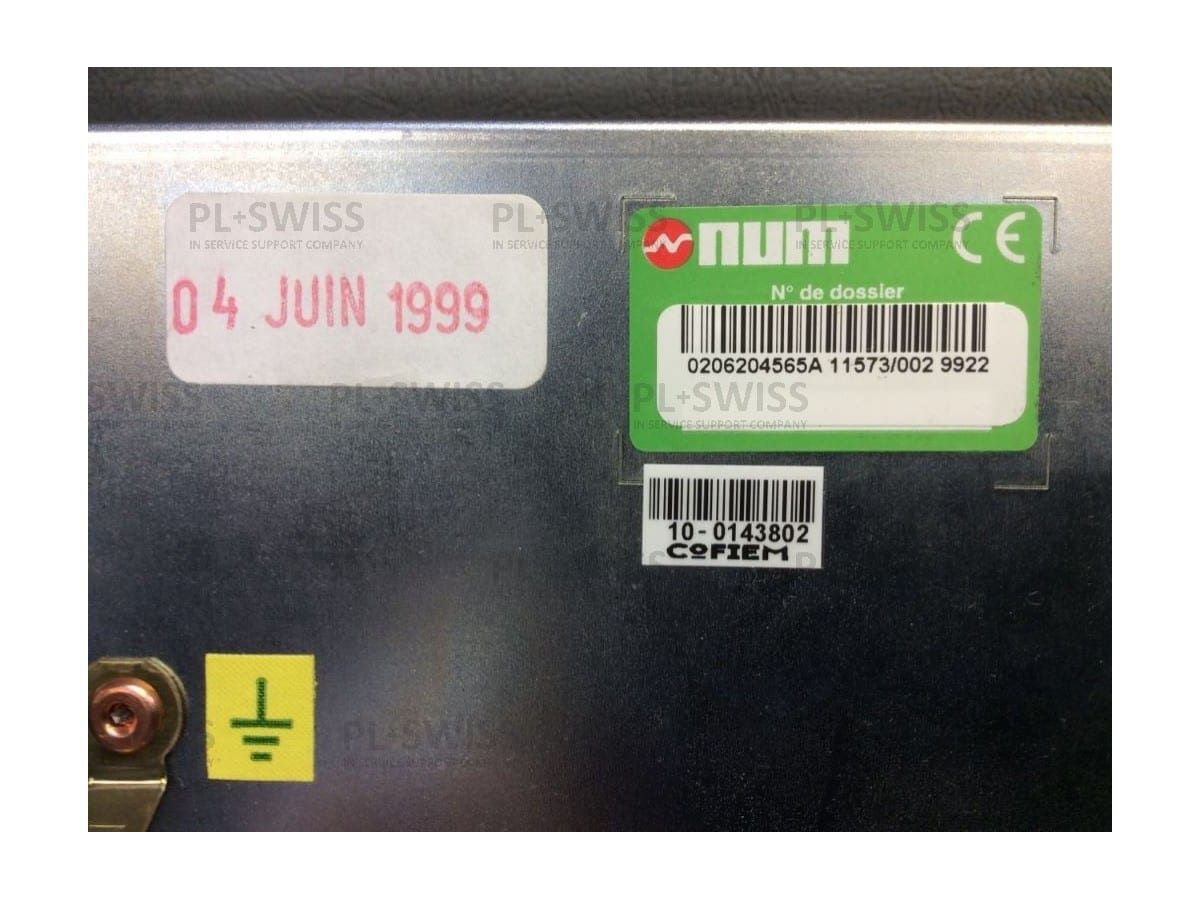 04 JUIN 1999
num CE
N° de dossier
0206204565A 11573/002 9922
10-0143802
COFIEM
PL+SWISS
IN SERVICE SUPPORT COMPANY